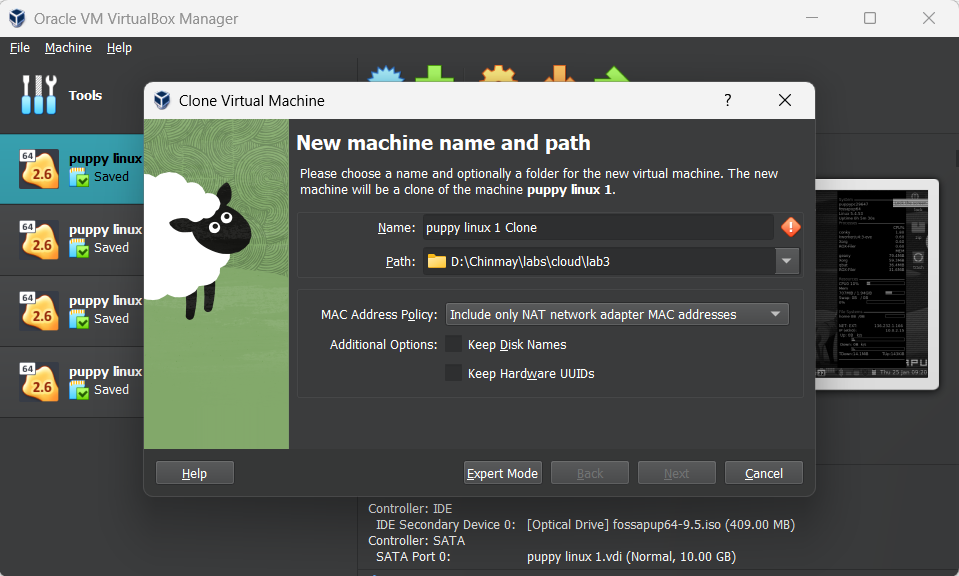 Oracle VM VirtualBox Manager
File Machine Help
Tools
64
2.6
puppy linux
Saved
64
2.6
puppy linux
Saved
64
2.6
puppy linux
Saved
64
2.6
puppy linux
Saved
Clone Virtual Machine
?
New machine name and path
Please choose a name and optionally a folder for the new virtual machine. The new
machine will be a clone of the machine puppy linux 1.
Name: puppy linux 1 Clone
Path: D:\Chinmay\labs\cloud\lab3
MAC Address Policy: Include only NAT network adapter MAC addresses
Additional Options: Keep Disk Names
Keep Hardware UUIDs
Help Expert Mode Back Next Cancel
Thu 25 Jan 09:20
Controller: IDE
IDE Secondary Device 0: [Optical Drive] fossapup64-9.5.iso (409.00 MB)
Controller: SATA
SATA Port 0: puppy linux 1.vdi (Normal, 10.00 GB)